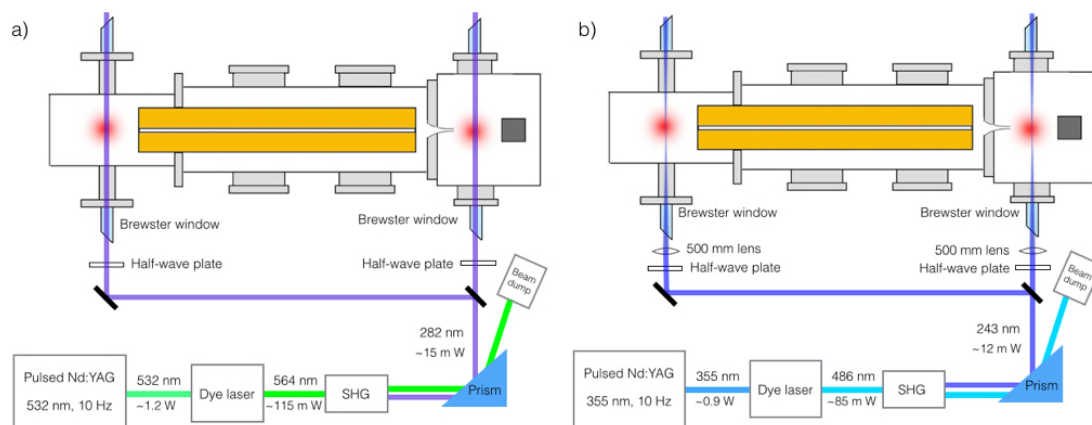 a)
Brewster window
Brewster window
Half-wave plate
Half-wave plate
Beam
dump
282 nm
~15 m W
Pulsed Nd:YAG
532 nm, 10 Hz
532 nm
~1.2 W
Dye laser
564 nm
~115 m W
SHG
Prism
b)
Brewster window
Brewster window
500 mm lens
500 mm lens
Half-wave plate
Half-wave plate
Beam
dump
243 nm
~12 m W
Pulsed Nd:YAG
355 nm, 10 Hz
355 nm
~0.9 W
Dye laser
486 nm
~85 m W
SHG
Prism